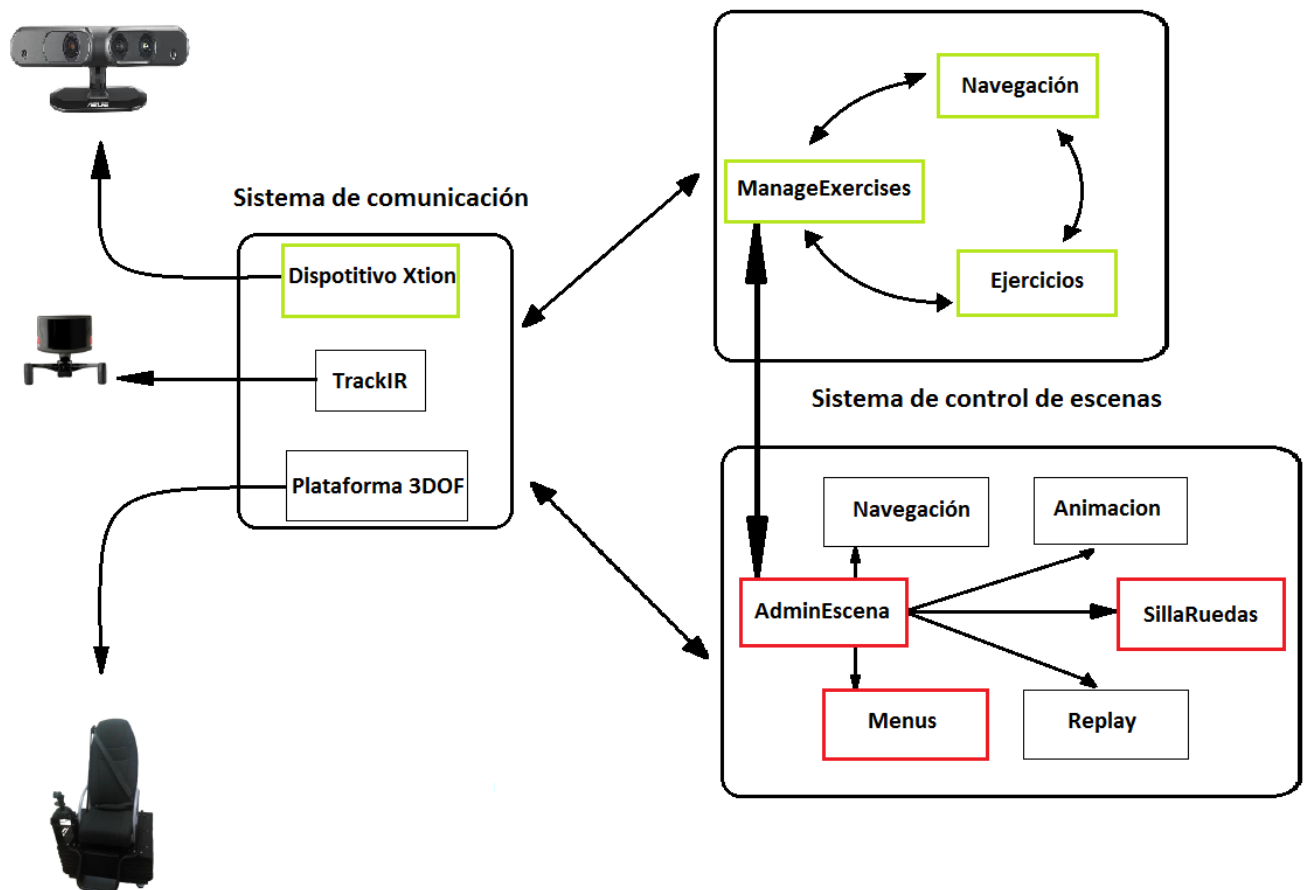 ASUS
Navegación
ManageExercises
Ejercicios
Sistema de comunicación
Dispotitivo Xtion
TrackIR
Plataforma 3DOF
Sistema de control de escenas
Navegación
Animacion
AdminEscena
SillaRuedas
Menus
Replay